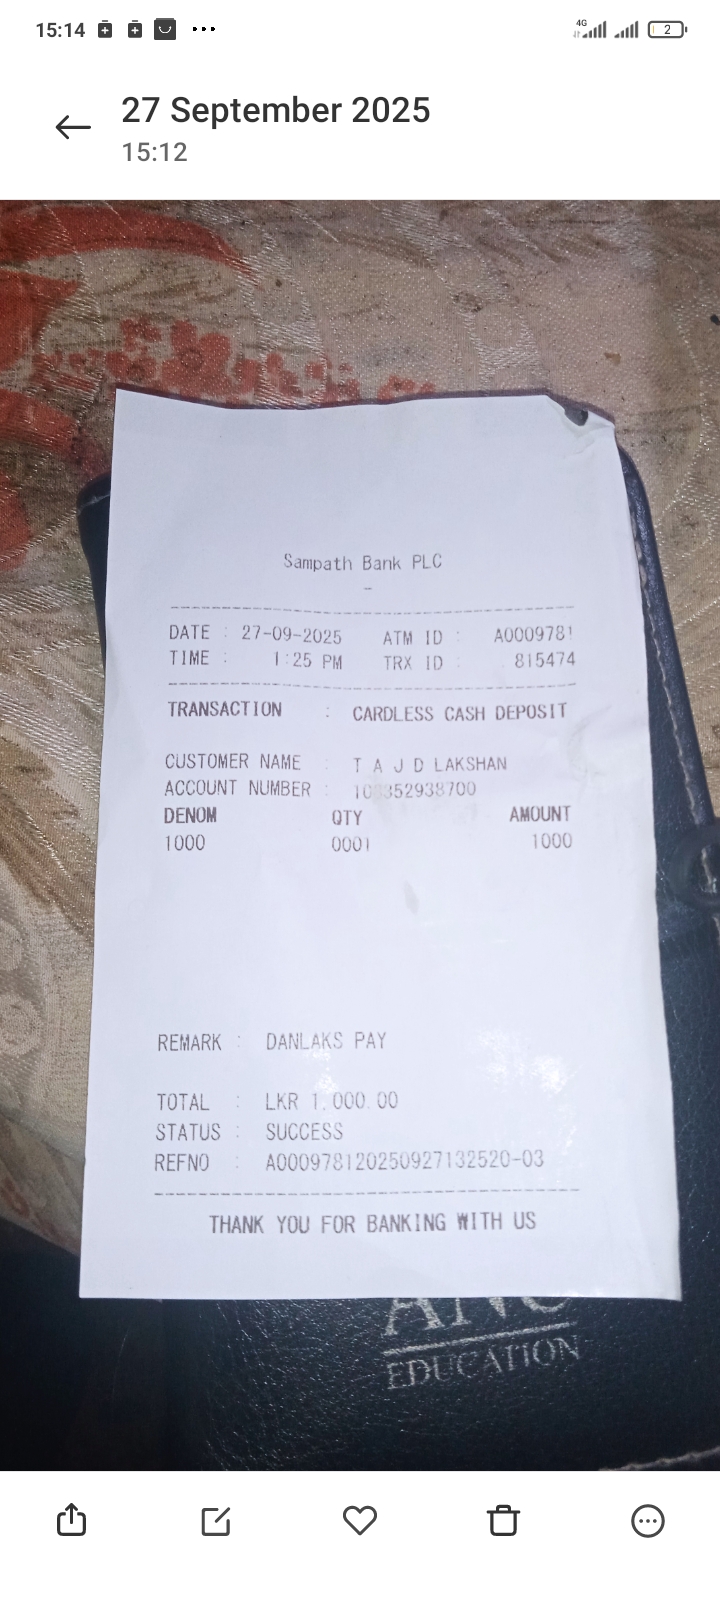 15:14
4G
2
27 September 2025
15:12
Sampath Bank PLC
-
DATE : 27-09-2025 ATM ID : A0009781
TIME : 1:25 PM TRX ID : 815474
TRANSACTION : CARDLESS CASH DEPOSIT
CUSTOMER NAME : T A J D LAKSHAN
ACCOUNT NUMBER :
DENOM QTY AMOUNT
1000 0001 1000
REMARK : DANLAKS PAY
TOTAL : LKR 1,000.00
STATUS : SUCCESS
REFNO : A000978120250927132520-03
THANK YOU FOR BANKING WITH US
EDUCATION